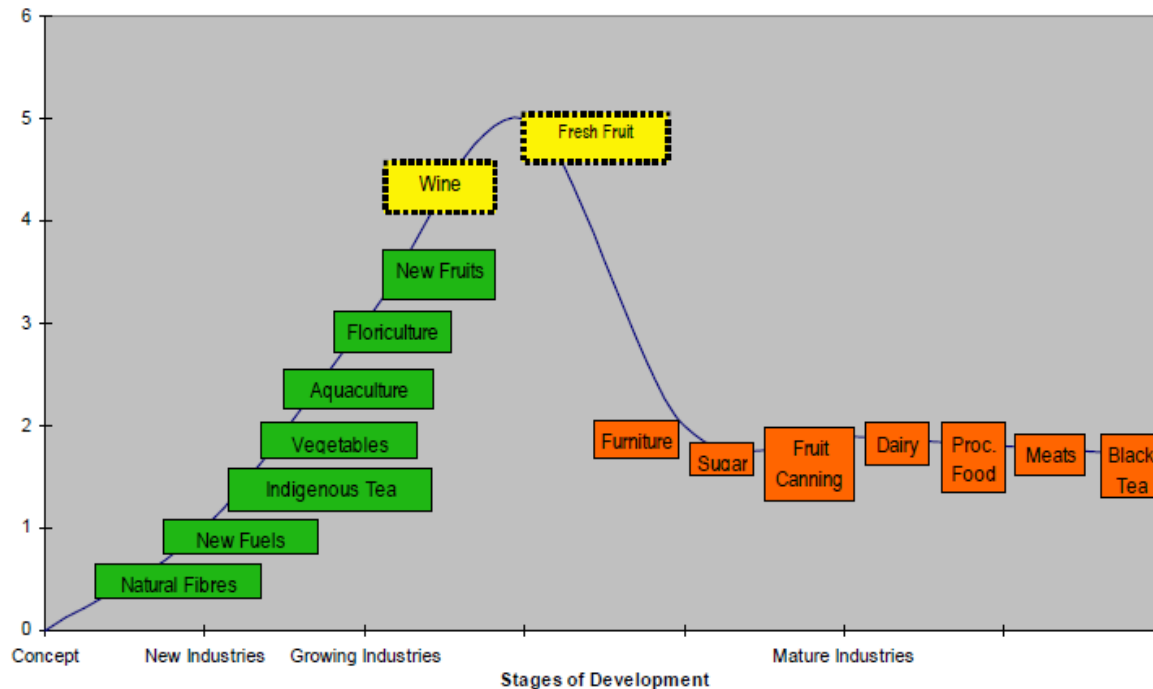 6
5
Fresh Fruit
Wine
4
New Fruits
3
Floriculture
Aquaculture
2
Vegetables
Furniture
Sugar
Fruit
Canning
Dairy
Proc.
Food
Meats
Black
Tea
Indigenous Tea
1
New Fuels
Natural Fibres
0
Concept
New Industries
Growing Industries
Mature Industries
Stages of Development